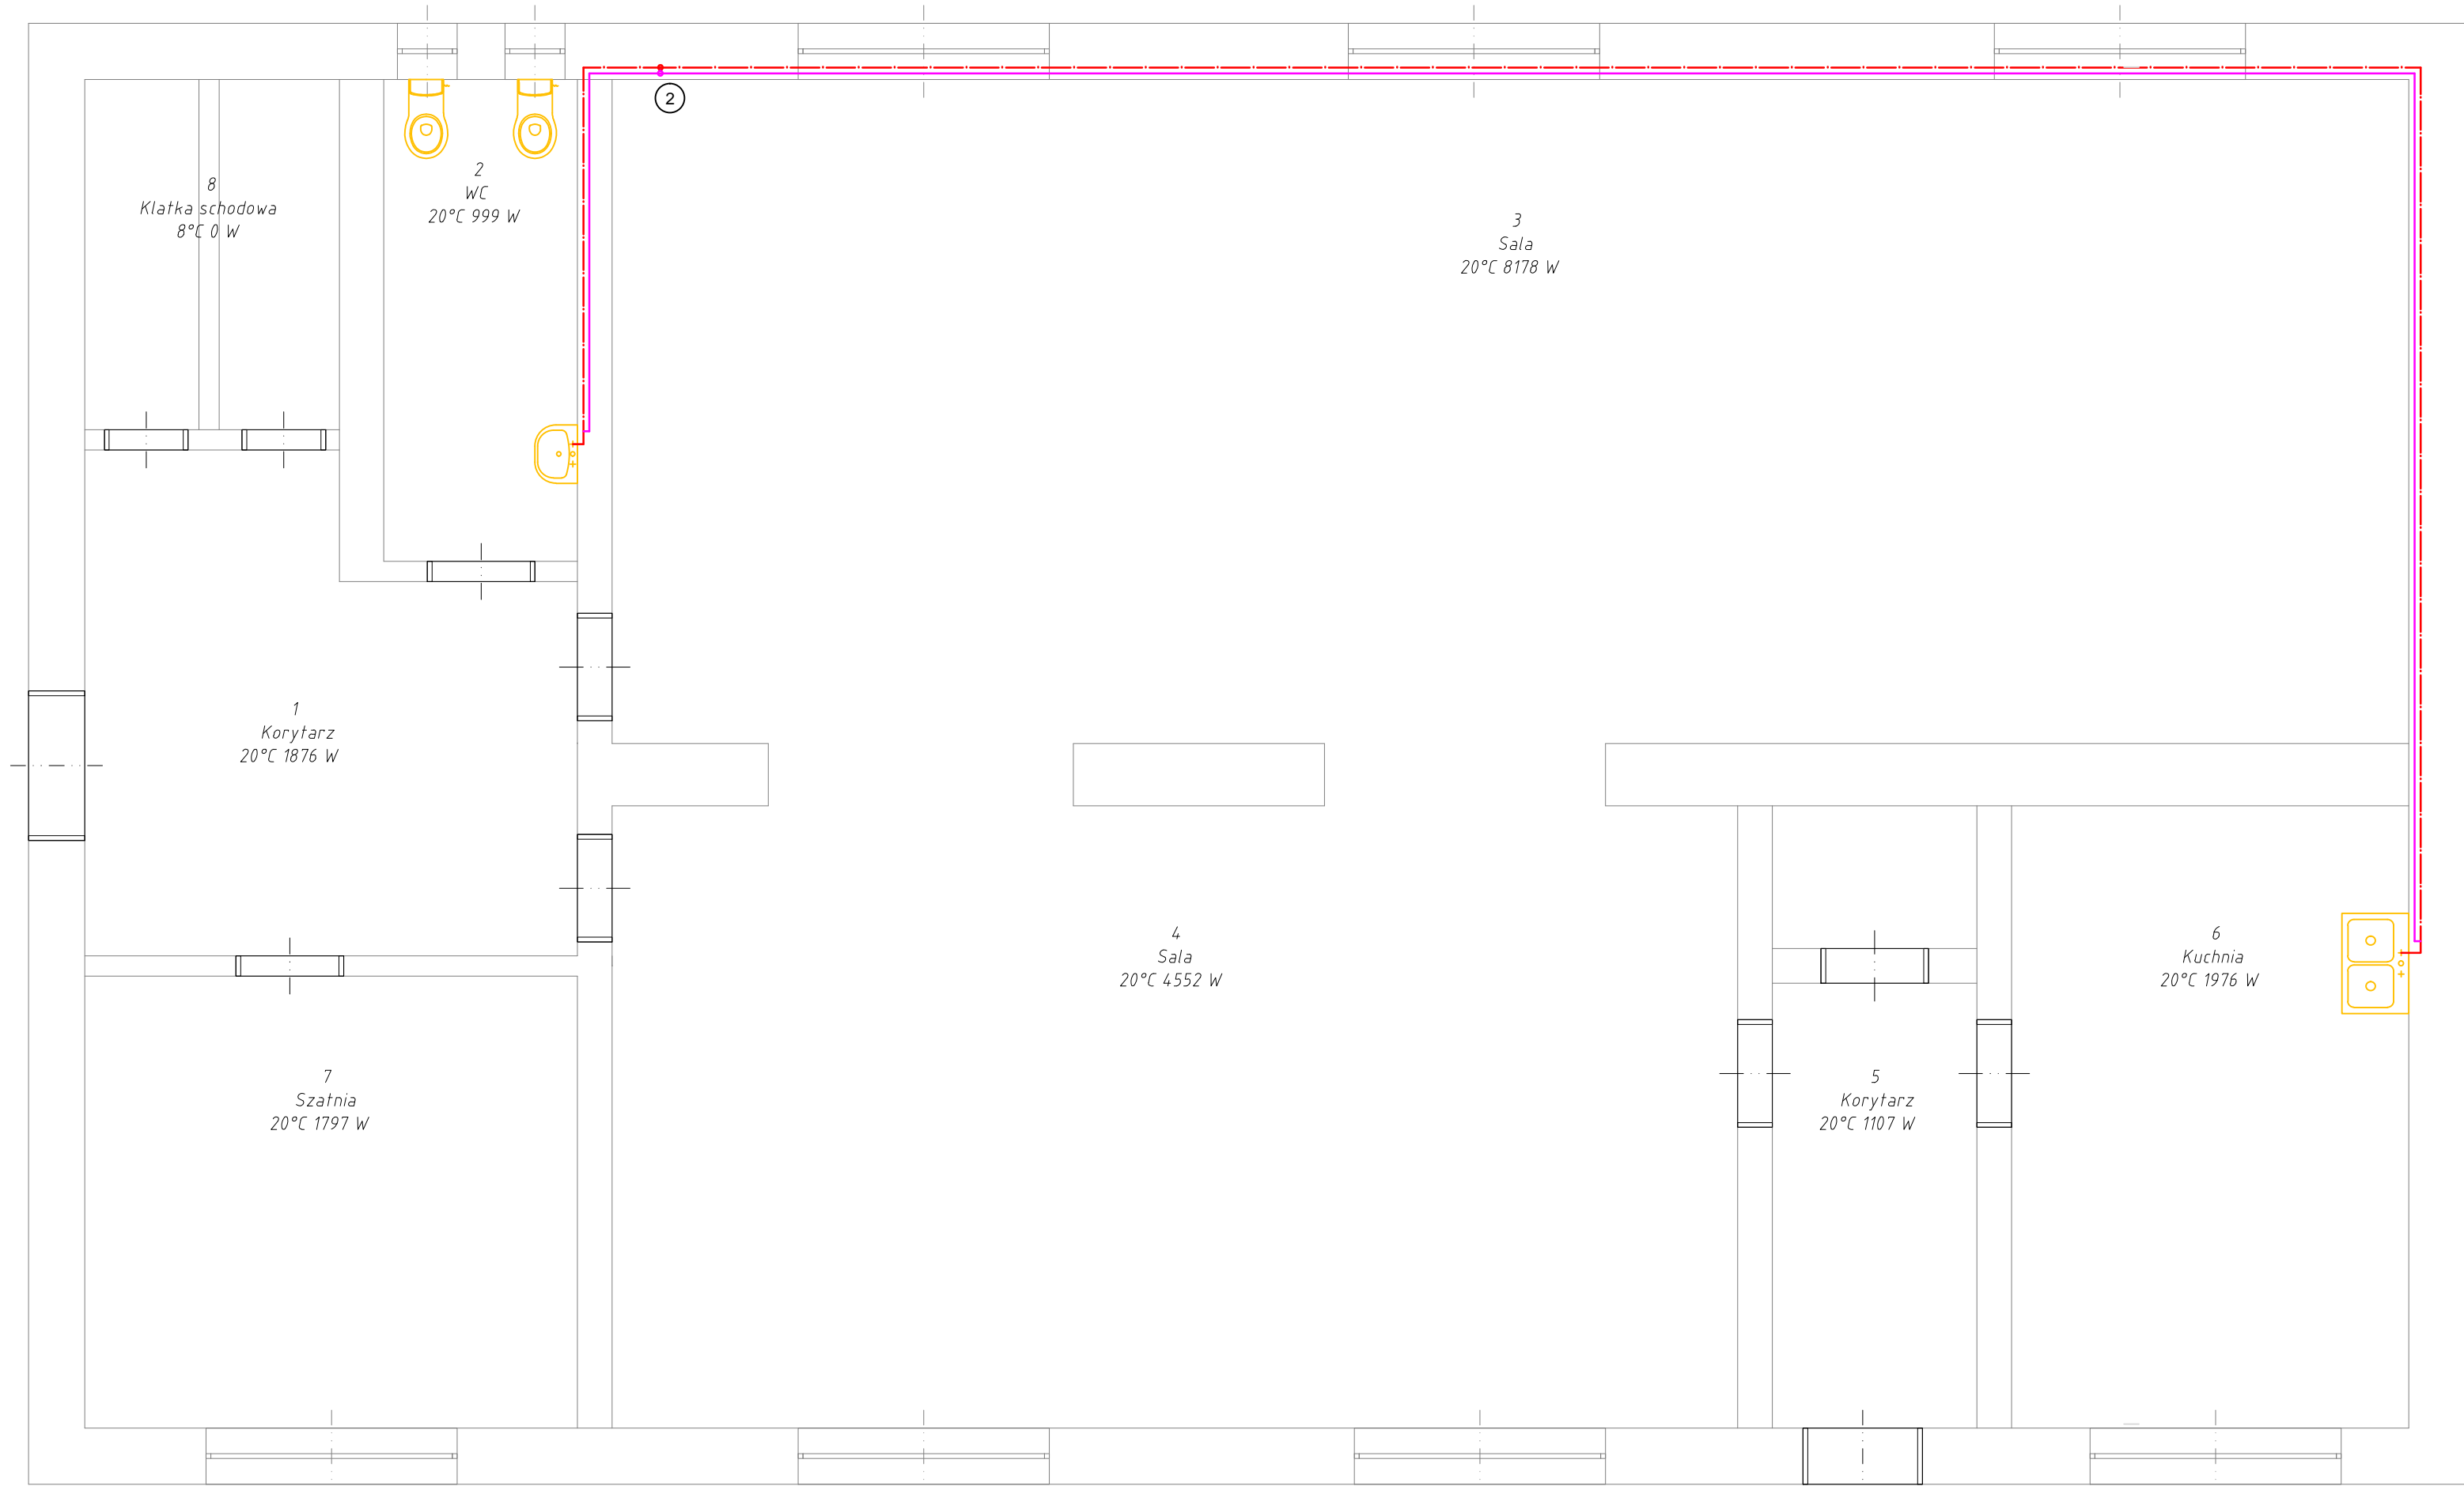 2
2
WC
20°C 999 W
8
Klatka schodowa
8°C 0 W
3
Sala
20°C 8178 W
1
Korytarz
20°C 1876 W
4
Sala
20°C 4552 W
6
Kuchnia
20°C 1976 W
7
Szatnia
20°C 1797 W
5
Korytarz
20°C 1107 W